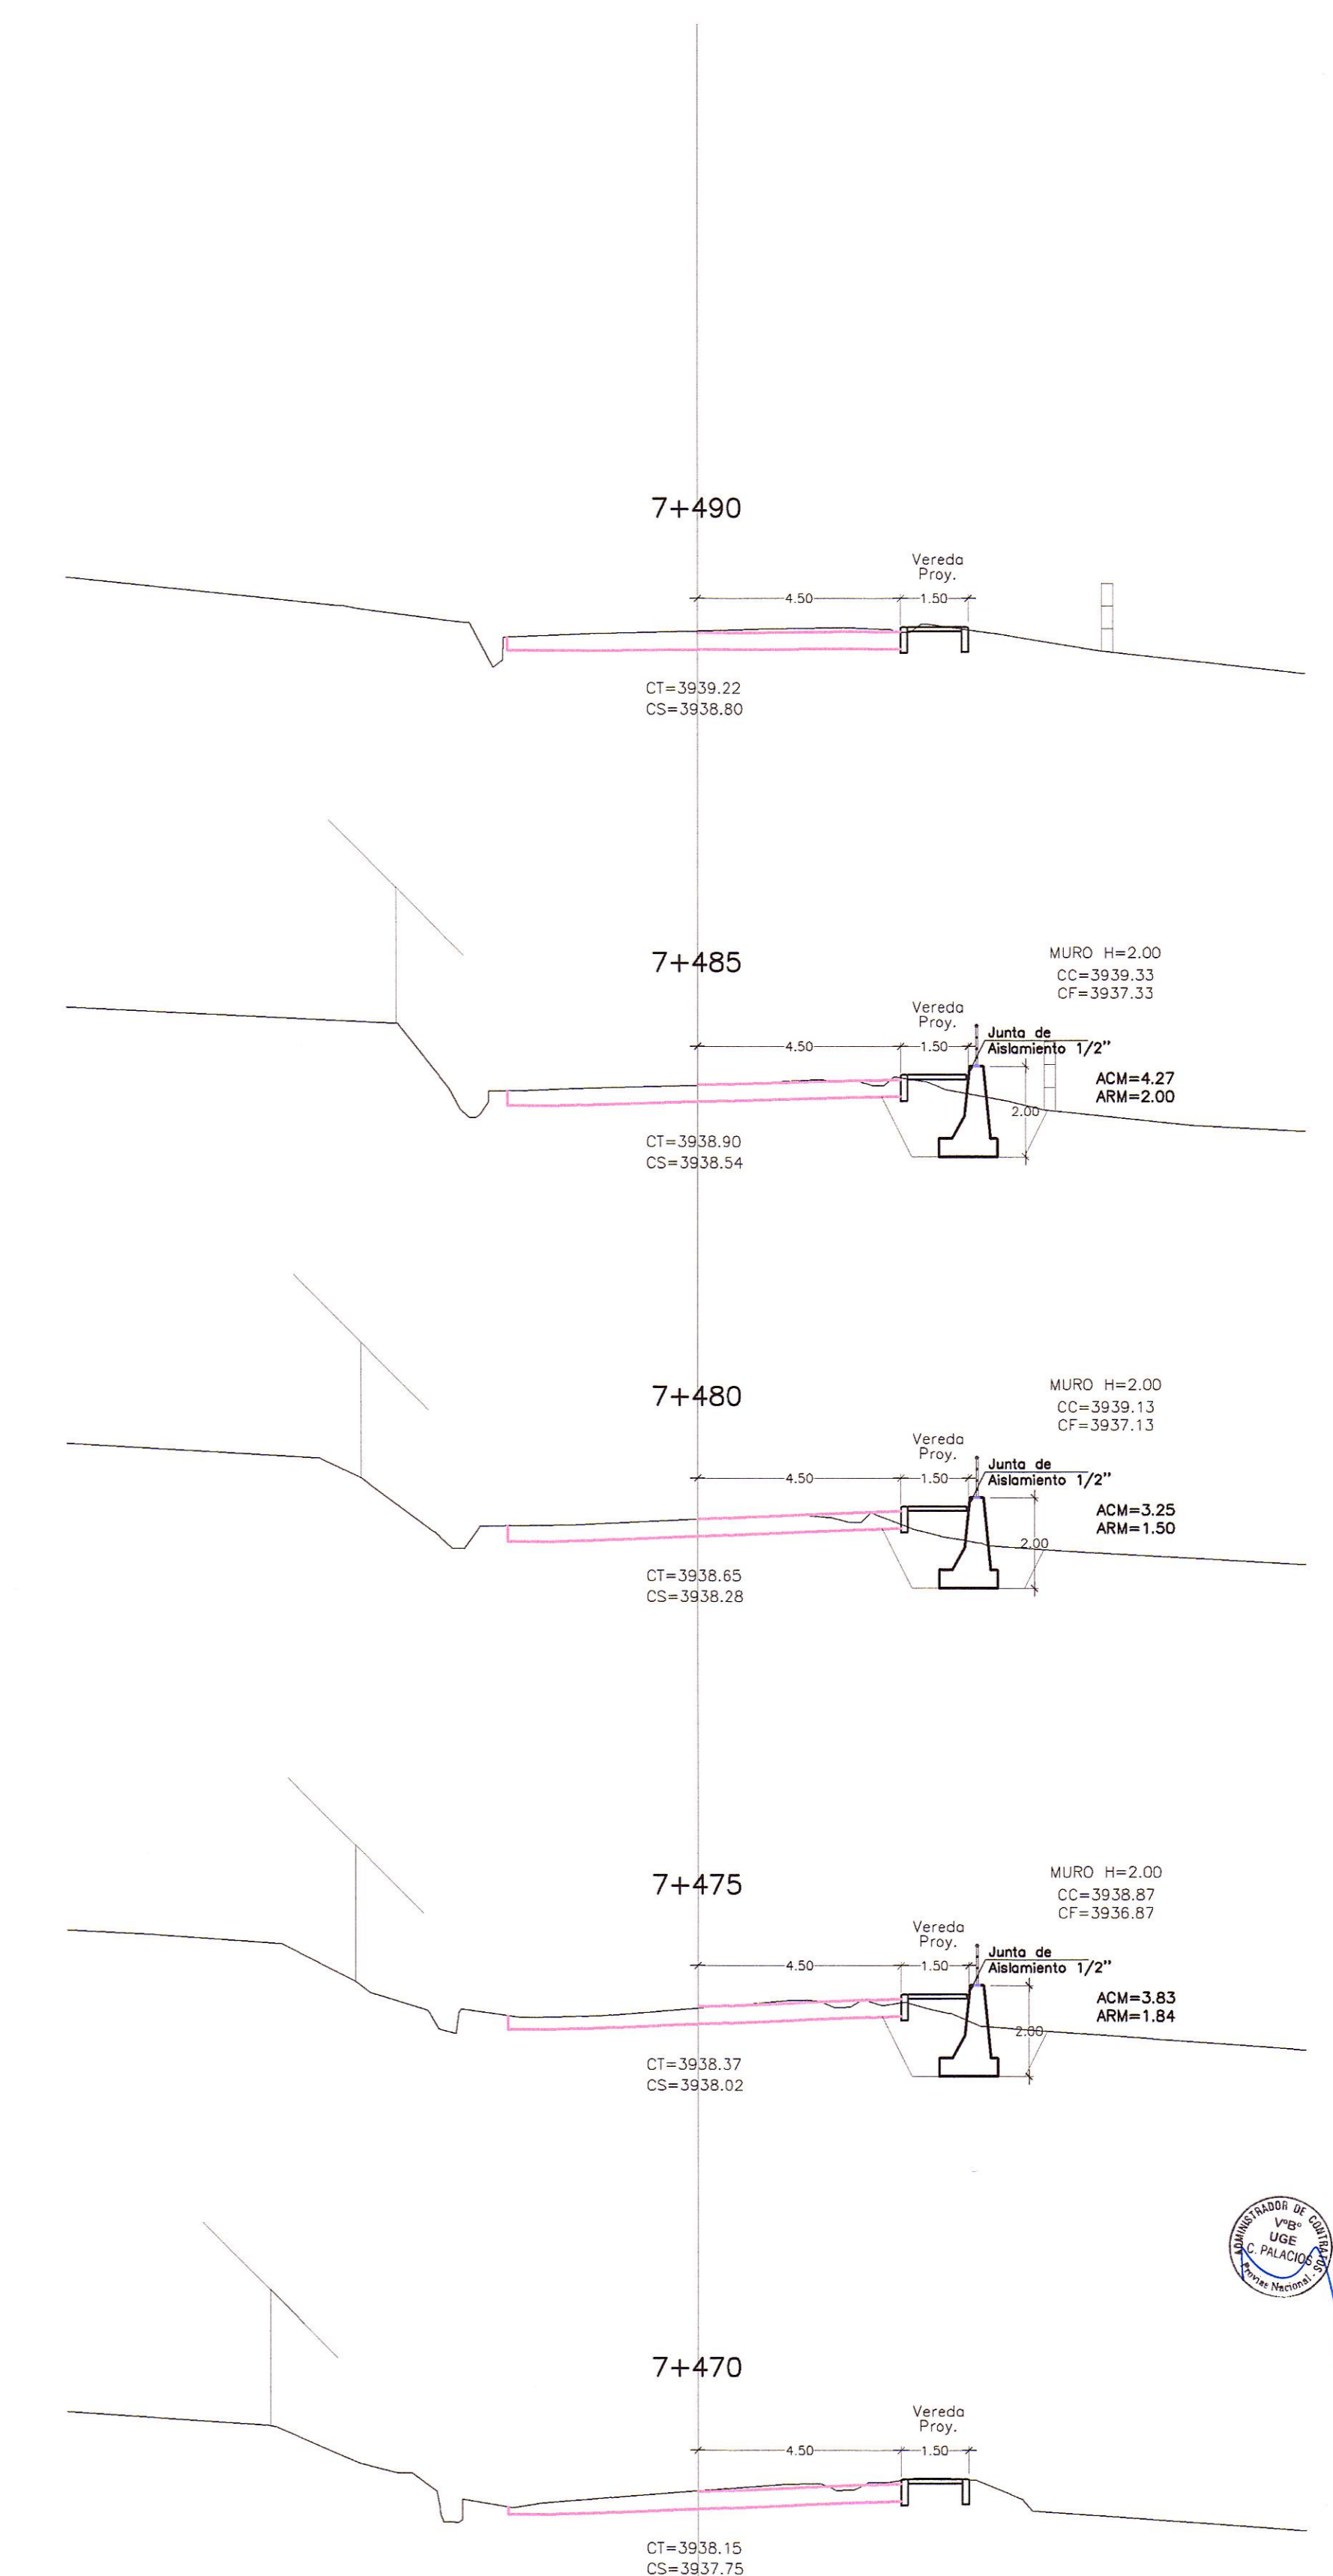 7+490
Vereda
Proy.
4.50
1.50
CT=3939.22
CS=3938.80
7+485
MURO H=2.00
CC=3939.33
CF=3937.33
Vereda
Proy.
4.50
1.50
Junta de
Aislamiento 1/2"
ACM=4.27
ARM=2.00
2.00
CT=3938.90
CS=3938.54
7+480
MURO H=2.00
CC=3939.13
CF=3937.13
Vereda
Proy.
4.50
1.50
Junta de
Aislamiento 1/2"
ACM=3.25
ARM=1.50
2.00
CT=3938.65
CS=3938.28
7+475
MURO H=2.00
CC=3938.87
CF=3936.87
Vereda
Proy.
4.50
1.50
Junta de
Aislamiento 1/2"
ACM=3.83
ARM=1.84
2.00
CT=3938.37
CS=3938.02
ADMINISTRADOR DE CONTRATOS
V°B°
UGE
C. PALACIOS
Provias Nacional
7+470
Vereda
Proy.
4.50
1.50
CT=3938.15
CS=3937.75